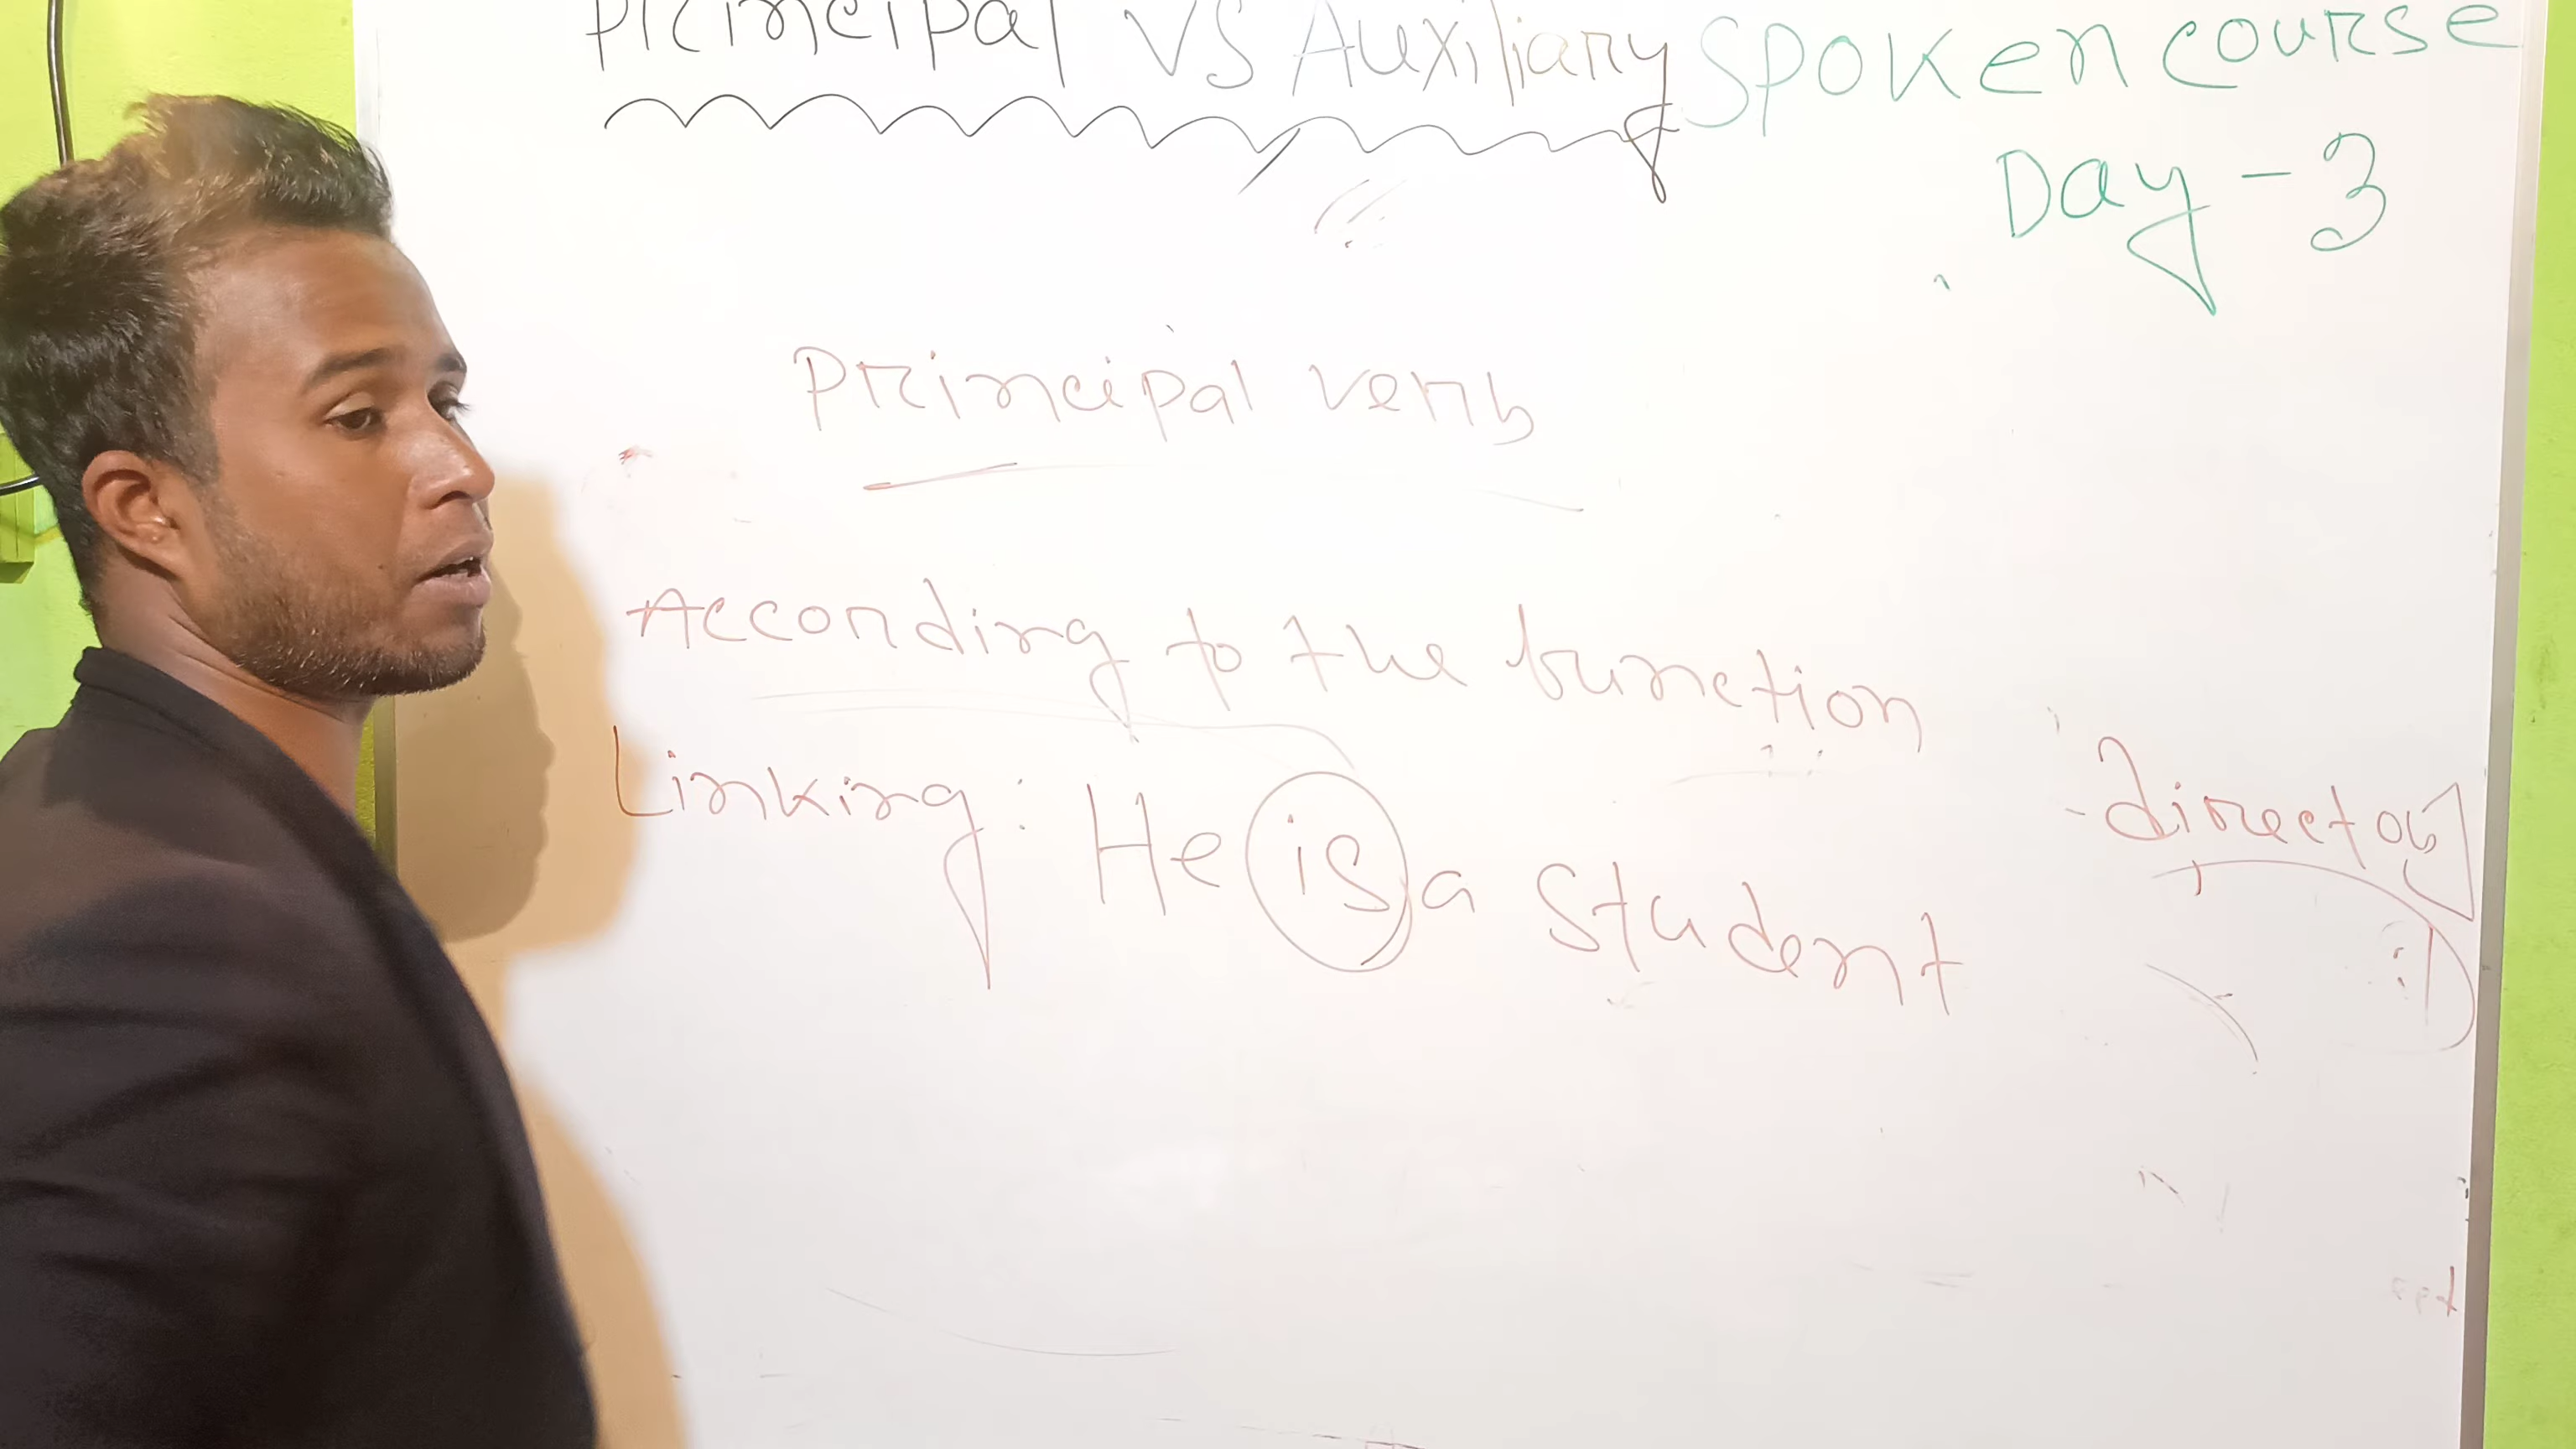 Principal VS Auxiliary
Spoken course
Day - 3
Principal verb
According to the function
Linking: He is a student
director